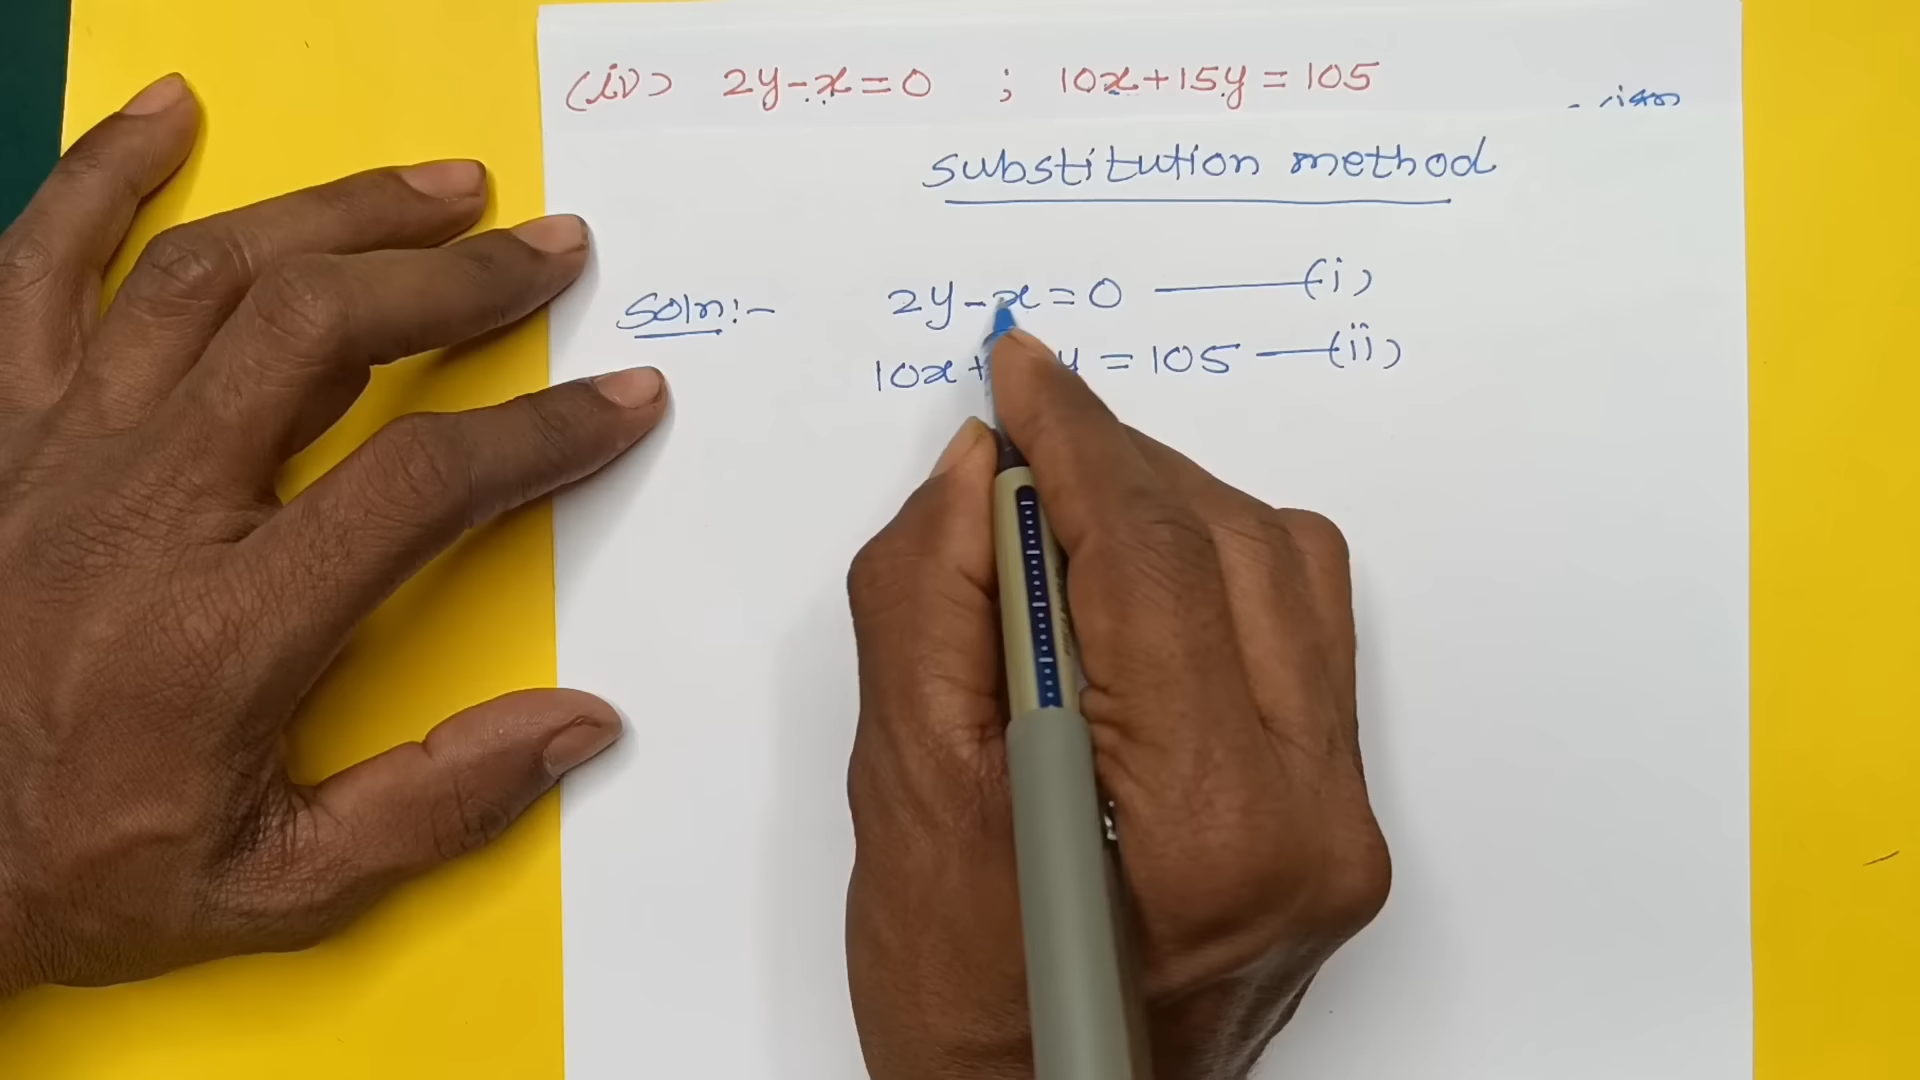 (iv) 2y-x=0 ; 10x+15y=105
substitution method
Soln:- 2y-x=0 (i)
10x+ y = 105 (ii)